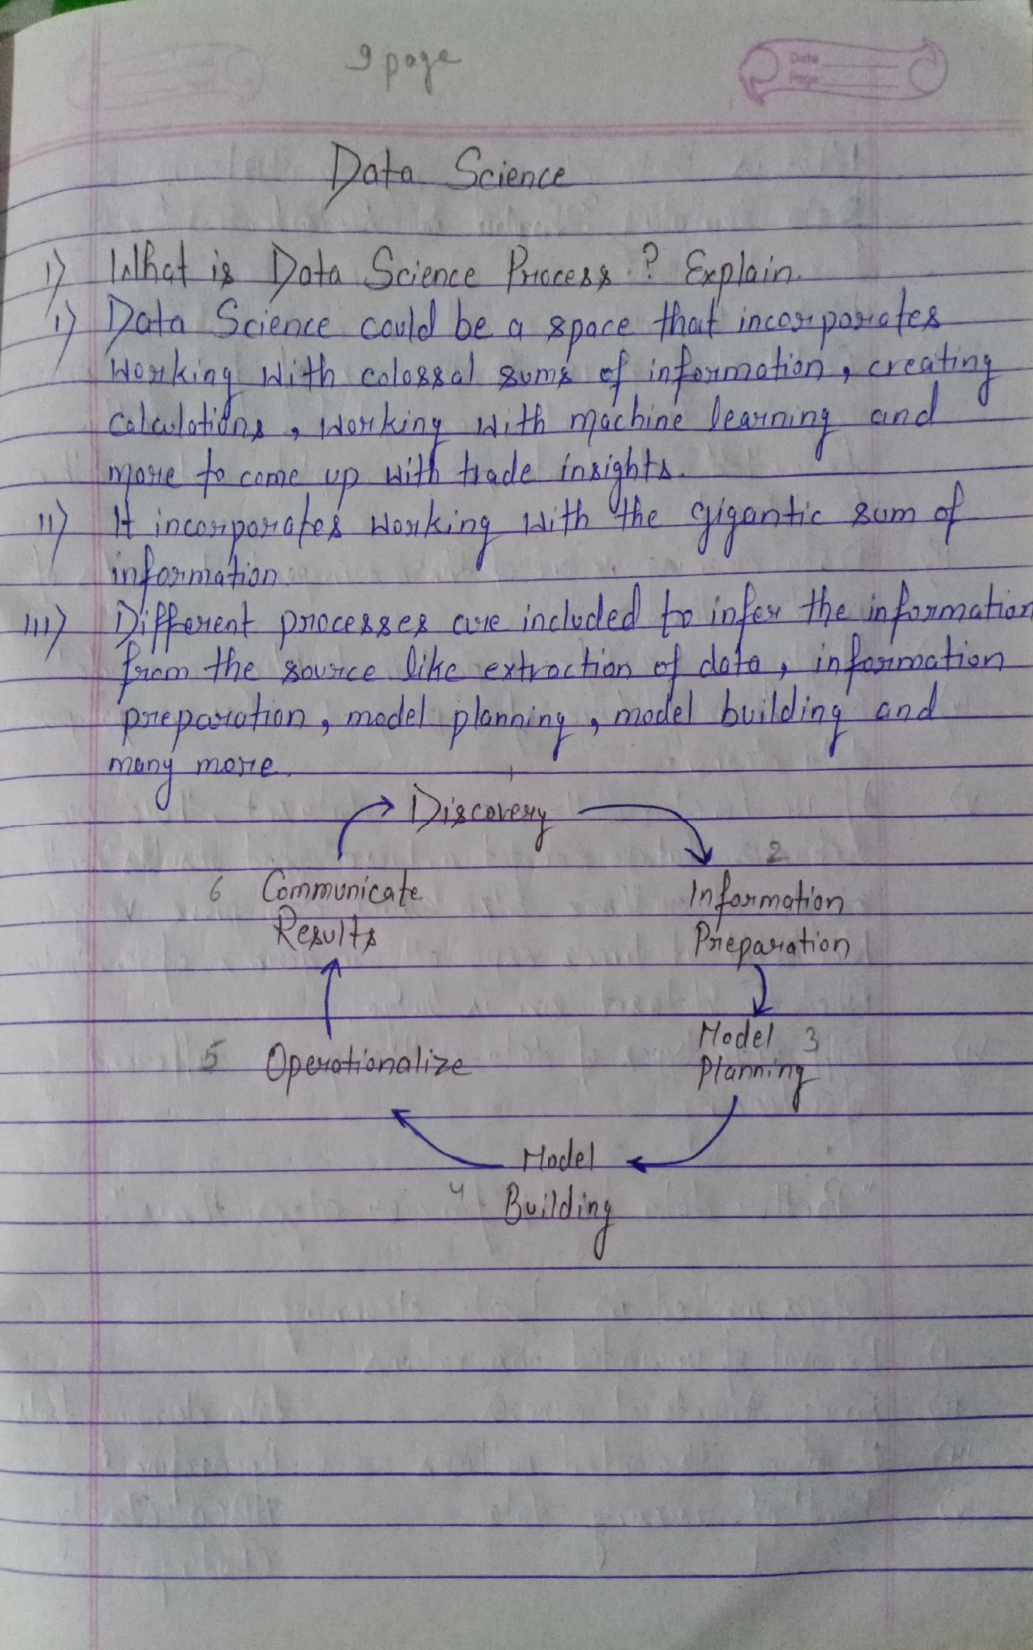 9 page
Date
Page
Data Science
1) What is Data Science Process ? Explain.
i) Data Science could be a space that incorporates
working with colossal sums of information, creating
calculations, working with machine learning and
more to come up with trade insights.
ii) It incorporates working with the gigantic sum of
information
iii) Different processes are included to infer the information
from the source like extraction of data, information
preparation, model planning, model building and
many more.
1
Discovery
2
6 Communicate
Results
Information
Preparation
Model 3
Planning
5 Operationalize
Model
4 Building